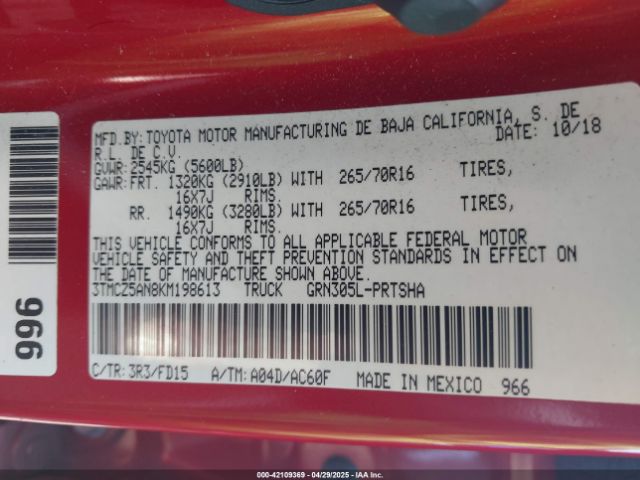 MFD.BY:TOYOTA MOTOR MANUFACTURING DE BAJA CALIFORNIA, S. DE
R.L. DE C.V. DATE: 10/18
GVWR: 2545KG (5600LB)
GAWR: FRT. 1320KG (2910LB) WITH 265/70R16 TIRES,
16X7J RIMS.
RR. 1490KG (3280LB) WITH 265/70R16 TIRES,
16X7J RIMS.
THIS VEHICLE CONFORMS TO ALL APPLICABLE FEDERAL MOTOR
VEHICLE SAFETY AND THEFT PREVENTION STANDARDS IN EFFECT ON
THE DATE OF MANUFACTURE SHOWN ABOVE.
3TMCZ5AN8KM198613 TRUCK GRN305L-PRTSHA
C/TR: 3R3/FD15 A/TM: A04D/AC60F MADE IN MEXICO 966
966
000-42109369 - 04/29/2025 - IAAI.COM